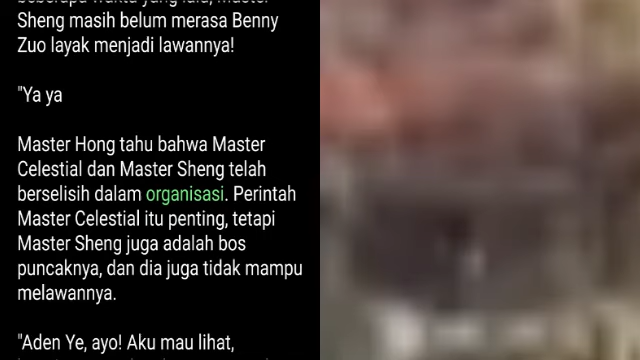 Sheng masih belum merasa Benny
Zuo layak menjadi lawannya!
"Ya ya
Master Hong tahu bahwa Master
Celestial dan Master Sheng telah
berselisih dalam organisasi. Perintah
Master Celestial itu penting, tetapi
Master Sheng juga adalah bos
puncaknya, dan dia juga tidak mampu
melawannya.
"Aden Ye, ayo! Aku mau lihat,